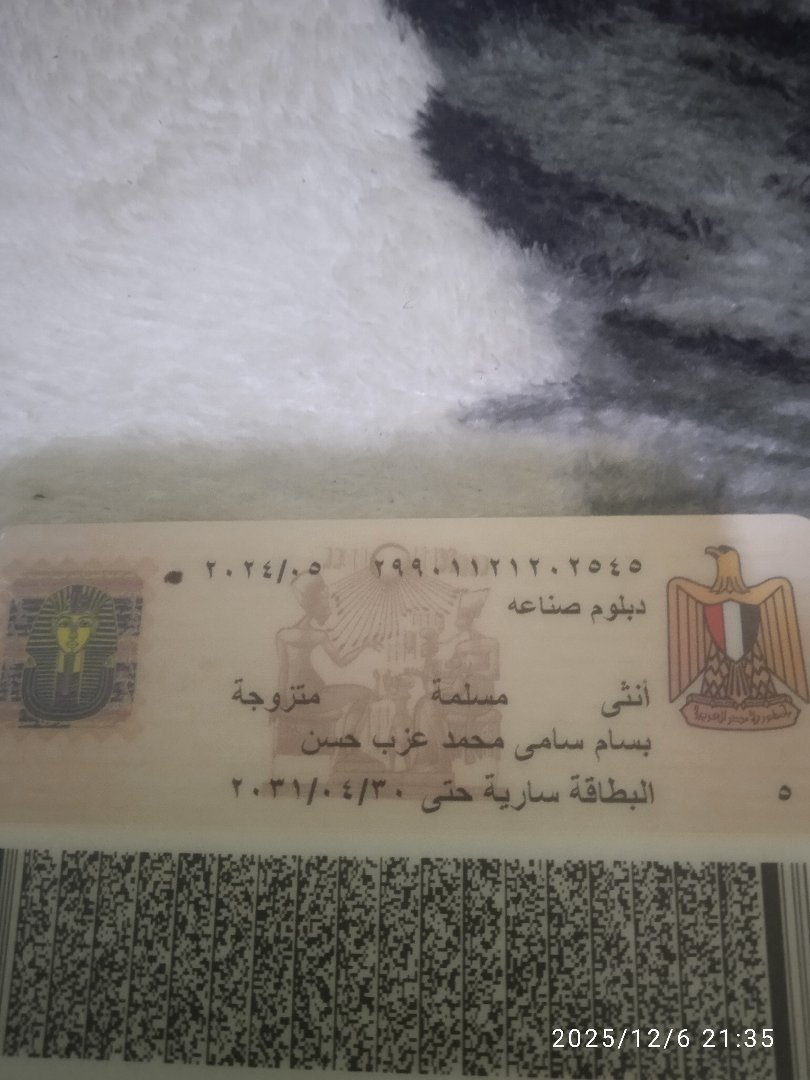 ٢٩٩٠١١٢١٢٠٢٥٤٥ ٢٠٢٤/٠٥
دبلوم صناعه
أنثى مسلمة متزوجة
بسام سامى محمد عزب حسن
البطاقة سارية حتى ٢٠٣١/٠٤/٣٠
٥
2025/12/6 21:35